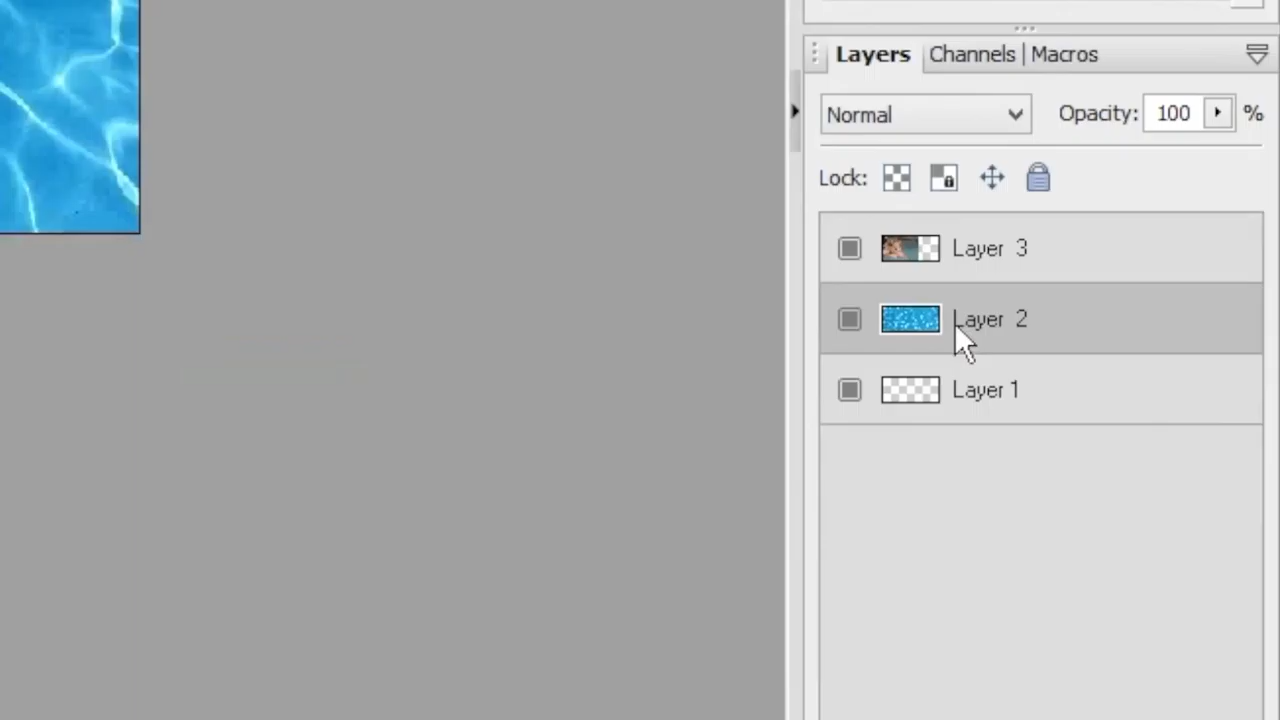 Layers Channels | Macros
Normal Opacity: 100 %
Lock:
Layer 3
Layer 2
Layer 1